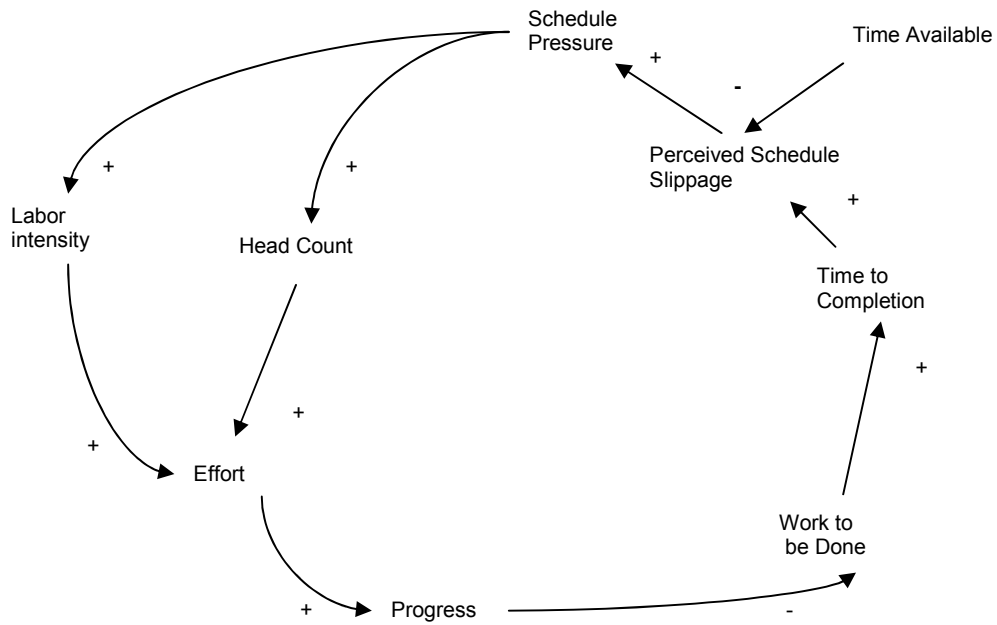 Schedule
Pressure
Time Available
+
-
Perceived Schedule
Slippage
+
+
+
Labor
intensity
Head Count
Time to
Completion
+
+
+
Effort
Work to
be Done
+
Progress
-